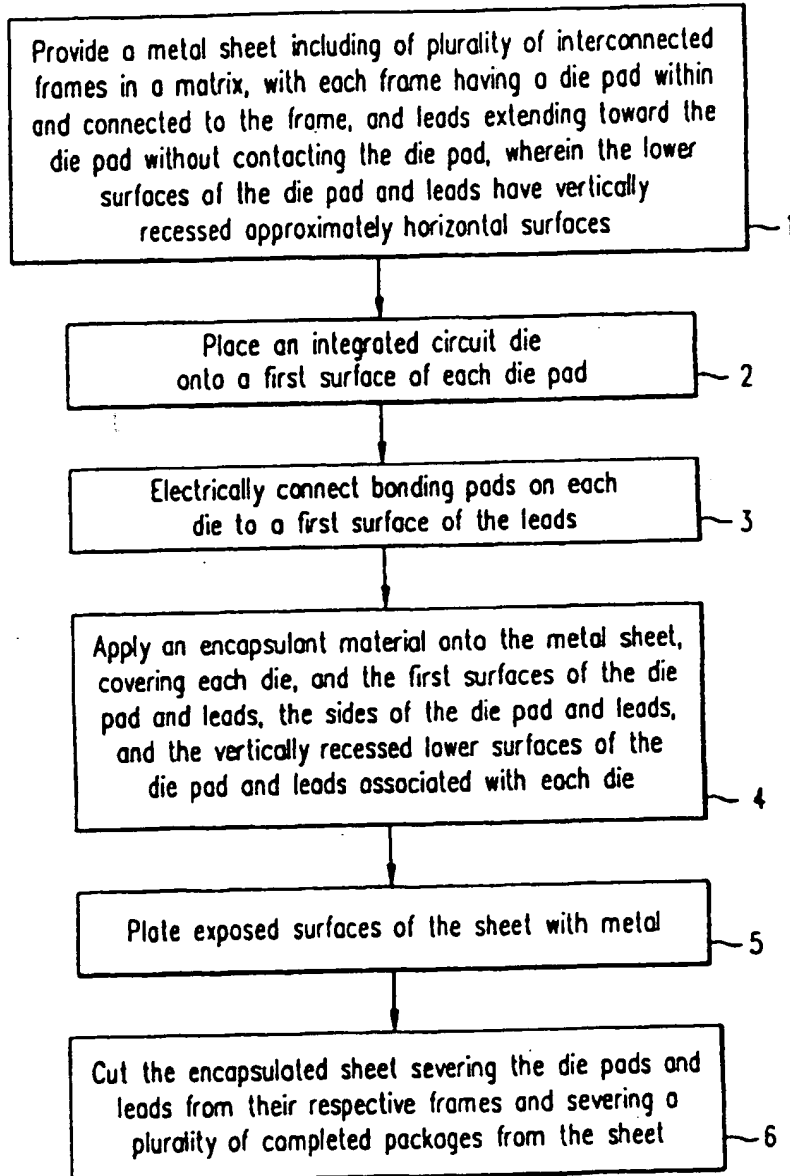 Provide a metal sheet including of plurality of interconnected
frames in a matrix, with each frame having a die pad within
and connected to the frame, and leads extending toward the
die pad without contacting the die pad, wherein the lower
surfaces of the die pad and leads have vertically
recessed approximately horizontal surfaces
1
Place an integrated circuit die
onto a first surface of each die pad
2
Electrically connect bonding pads on each
die to a first surface of the leads
3
Apply an encapsulant material onto the metal sheet,
covering each die, and the first surfaces of the die
pad and leads, the sides of the die pad and leads,
and the vertically recessed lower surfaces of the
die pad and leads associated with each die
4
Plate exposed surfaces of the sheet with metal
5
Cut the encapsulated sheet severing the die pads and
leads from their respective frames and severing a
plurality of completed packages from the sheet
6